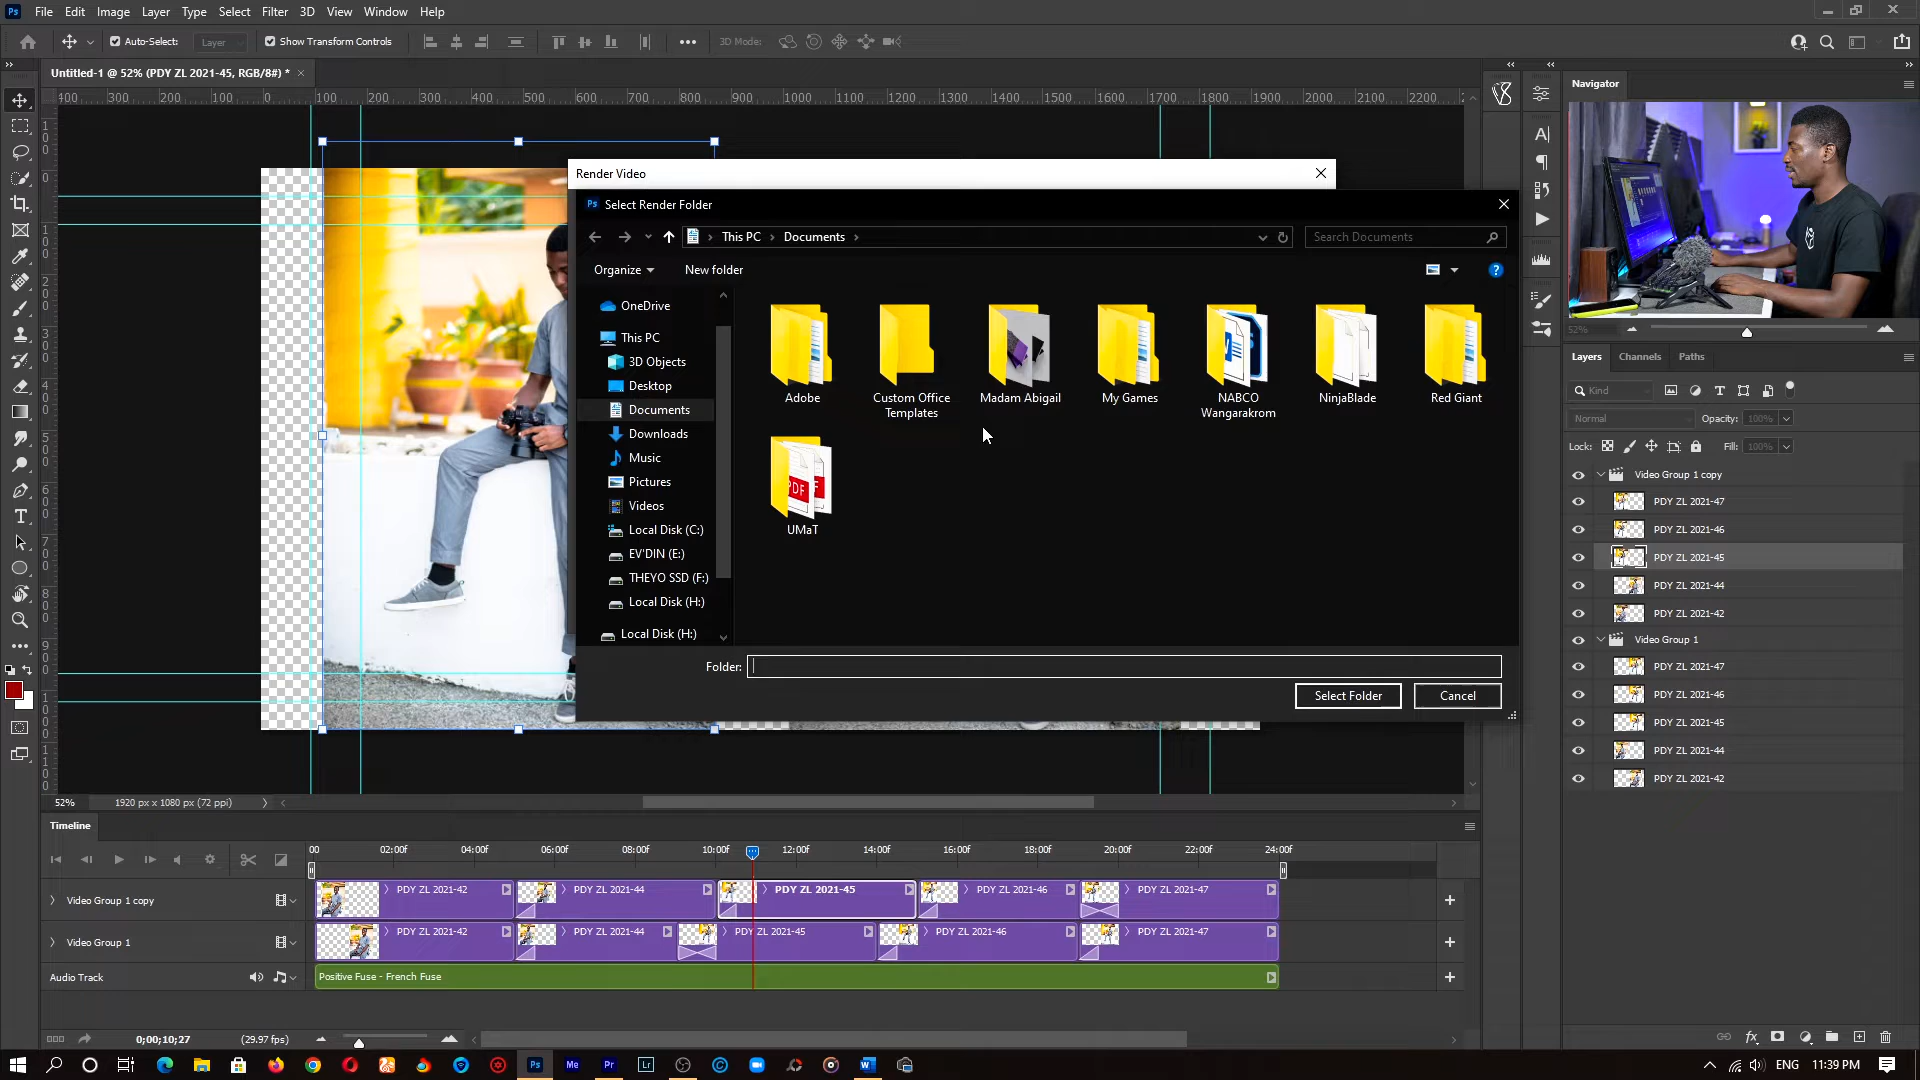 File Edit Image Layer Type Select Filter 3D View Window Help
Auto-Select: Layer Show Transform Controls 3D Mode:
Untitled-1 @ 52% (PDY ZL 2021-45, RGB/8#) *
Navigator
52%
Render Video
Select Render Folder
This PC Documents
Search Documents
Organize New folder
OneDrive
This PC
3D Objects
Desktop
Documents
Downloads
Music
Pictures
Videos
Local Disk (C:)
EV'DIN (E:)
THEYO SSD (F:)
Local Disk (H:)
Local Disk (H:)
Adobe
Custom Office Templates
Madam Abigail
My Games
NABCO Wangarakrom
NinjaBlade
Red Giant
UMaT
Folder:
Select Folder Cancel
Layers Channels Paths
Kind
Normal Opacity: 100%
Lock: Fill: 100%
Video Group 1 copy
PDY ZL 2021-47
PDY ZL 2021-46
PDY ZL 2021-45
PDY ZL 2021-44
PDY ZL 2021-42
Video Group 1
PDY ZL 2021-47
PDY ZL 2021-46
PDY ZL 2021-45
PDY ZL 2021-44
PDY ZL 2021-42
52% 1920 px x 1080 px (72 ppi)
Timeline
00 02:00f 04:00f 06:00f 08:00f 10:00f 12:00f 14:00f 16:00f 18:00f 20:00f 22:00f 24:00f
Video Group 1 copy PDY ZL 2021-42 PDY ZL 2021-44 PDY ZL 2021-45 PDY ZL 2021-46 PDY ZL 2021-47
Video Group 1 PDY ZL 2021-42 PDY ZL 2021-44 PDY ZL 2021-45 PDY ZL 2021-46 PDY ZL 2021-47
Audio Track Positive Fuse - French Fuse
0;00;10;27 (29.97 fps)
ENG 11:39 PM